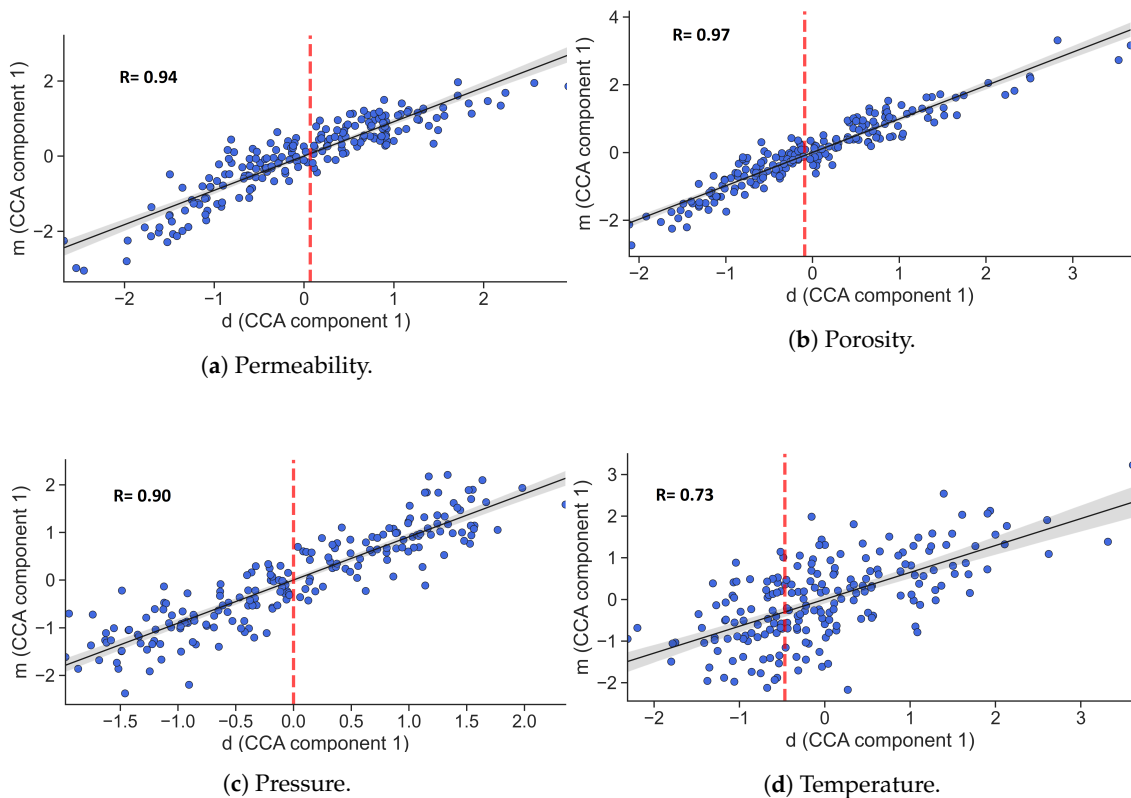 m (CCA component 1)
2
0
−2
R= 0.94
−2
−1
0
1
2
d (CCA component 1)
(a) Permeability.
m (CCA component 1)
4
2
0
−2
R= 0.97
−2
−1
0
1
2
3
d (CCA component 1)
(b) Porosity.
m (CCA component 1)
2
1
0
−1
−2
R= 0.90
−1.5
−1.0
−0.5
0.0
0.5
1.0
1.5
2.0
d (CCA component 1)
(c) Pressure.
m (CCA component 1)
3
2
1
0
−1
−2
R= 0.73
−2
−1
0
1
2
3
d (CCA component 1)
(d) Temperature.